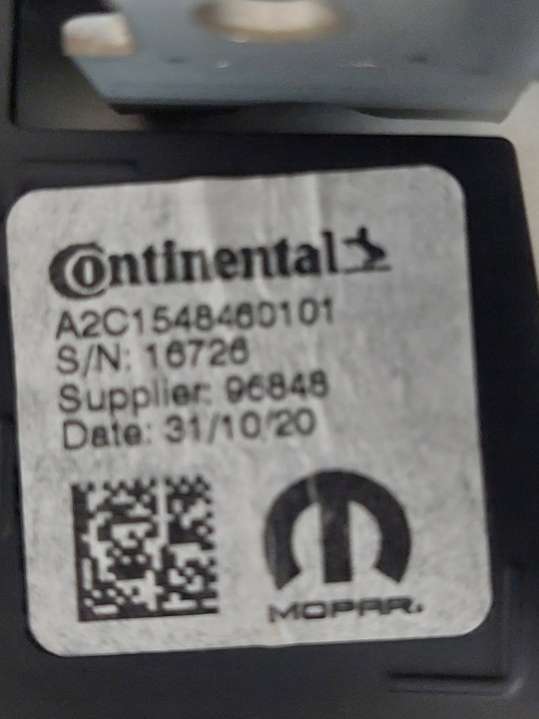 Continental
A2C1548460101
S/N: 16726
Supplier: 96848
Date: 31/10/20
MOPAR.